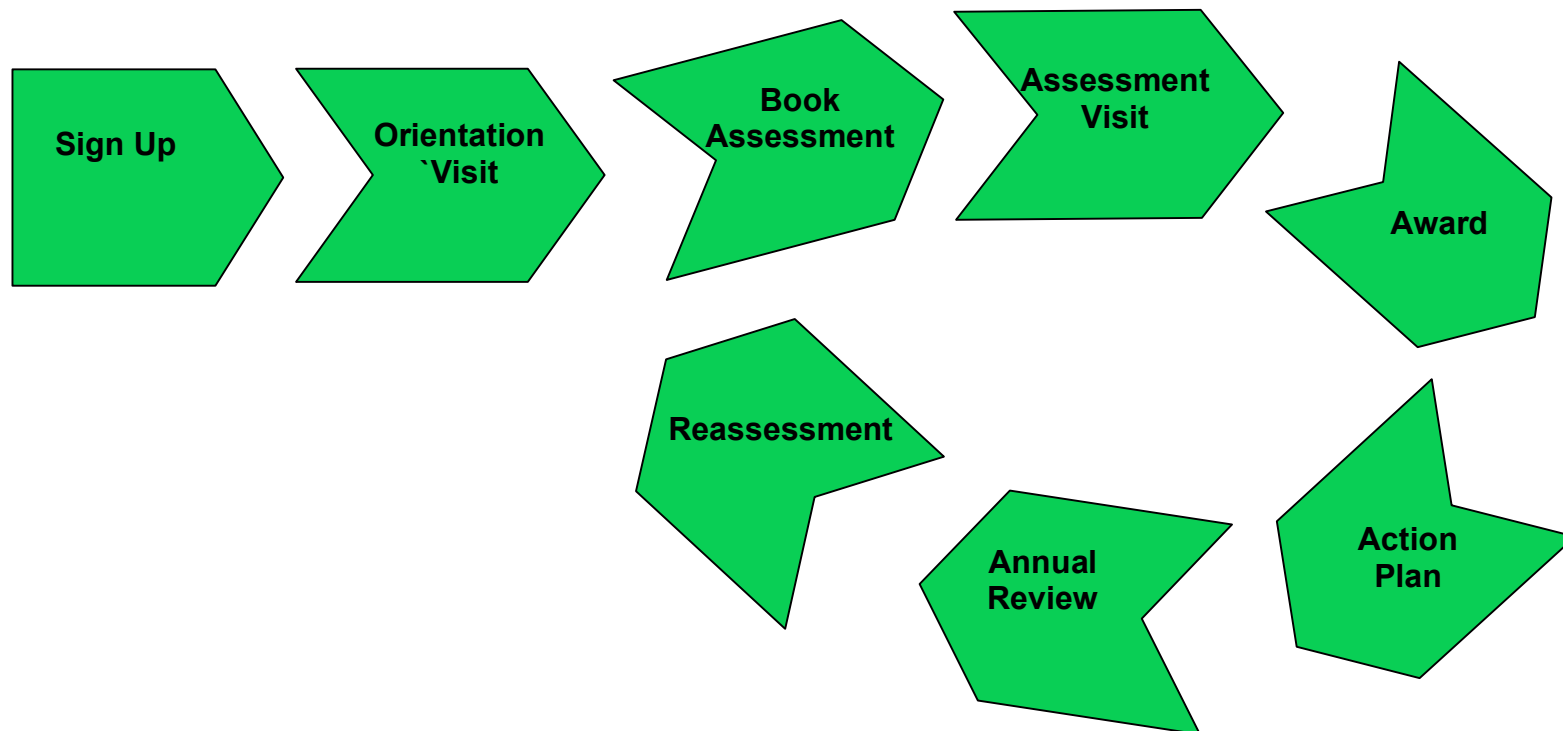 Sign Up
Orientation
`Visit
Book
Assessment
Assessment
Visit
Award
Action
Plan
Annual
Review
Reassessment